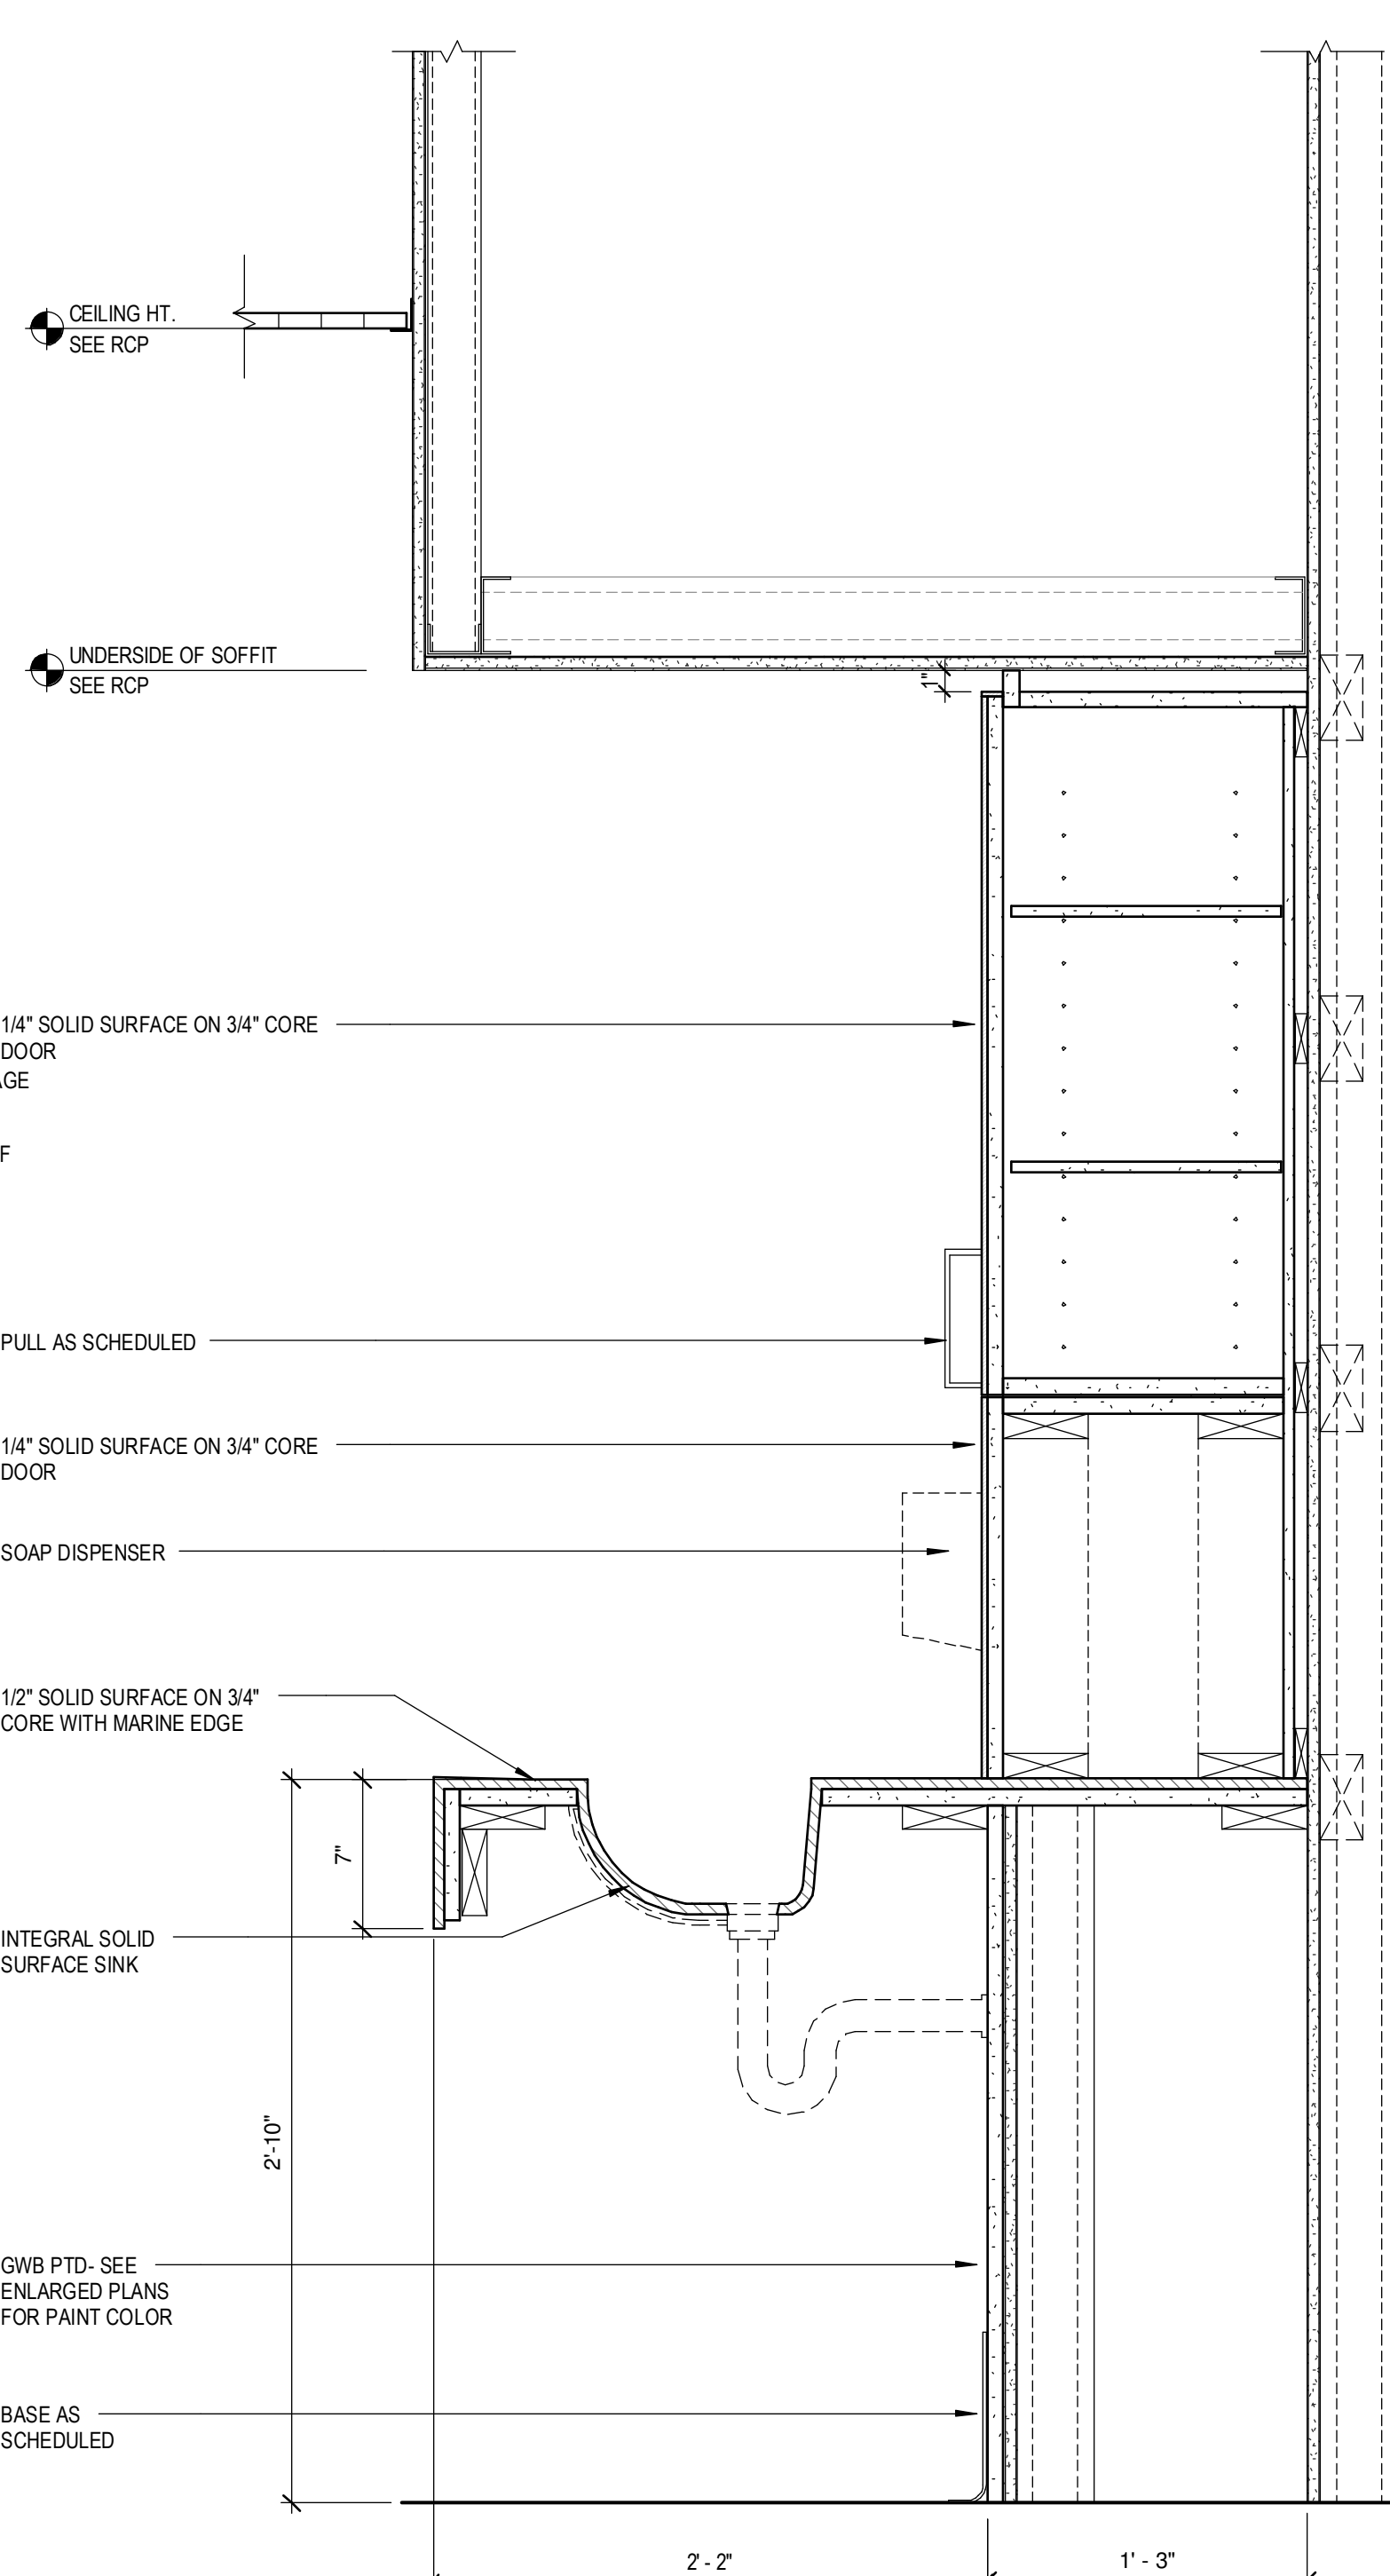 CEILING HT.
SEE RCP
UNDERSIDE OF SOFFIT
SEE RCP
1"
1/4" SOLID SURFACE ON 3/4" CORE
DOOR
AGE
F
PULL AS SCHEDULED
1/4" SOLID SURFACE ON 3/4" CORE
DOOR
SOAP DISPENSER
1/2" SOLID SURFACE ON 3/4"
CORE WITH MARINE EDGE
7"
INTEGRAL SOLID
SURFACE SINK
2'-10"
GWB PTD- SEE
ENLARGED PLANS
FOR PAINT COLOR
BASE AS
SCHEDULED
2' - 2"
1' - 3"